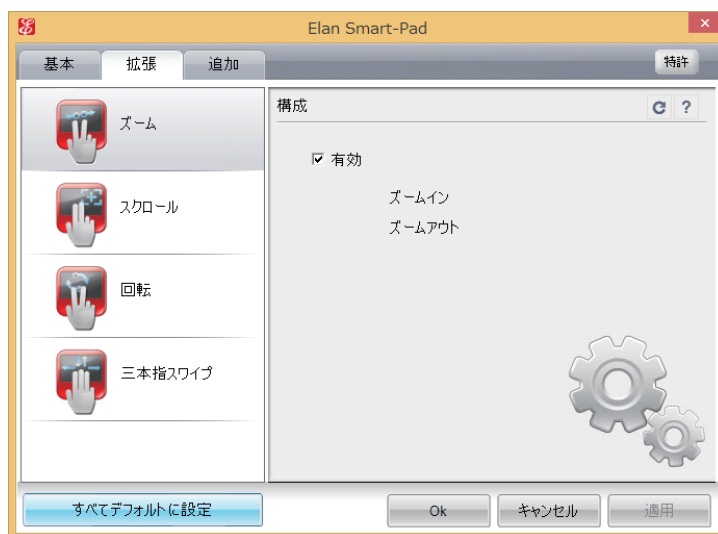 Elan Smart-Pad
基本 拡張 追加 特許
ズーム
スクロール
回転
三本指スワイプ
構成
?
有効
ズームイン
ズームアウト
すべてデフォルトに設定 Ok キャンセル 適用